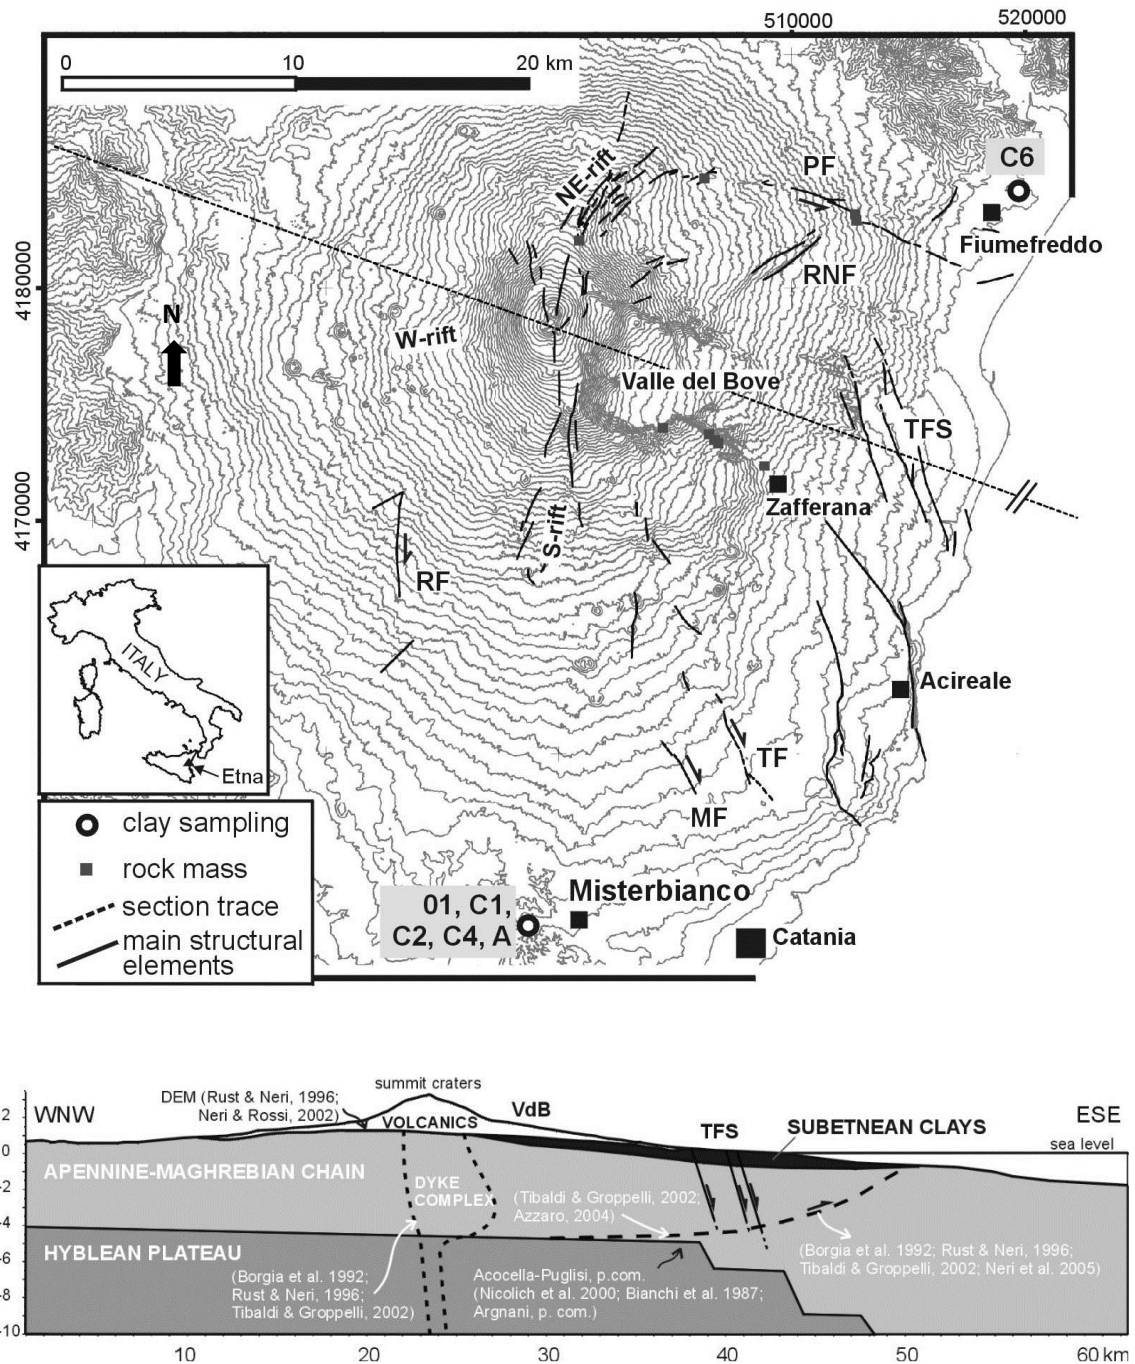 510000
520000
0
10
20 km
NE-rift
PF
C6
Fiumefreddo
RNF
4180000
N
W-rift
Valle del Bove
TFS
Zafferana
4170000
S-rift
RF
ITALY
Etna
Acireale
TF
MF
clay sampling
rock mass
section trace
main structural
elements
01, C1,
C2, C4, A
Misterbianco
Catania
summit craters
DEM (Rust & Neri, 1996;
Neri & Rossi, 2002)
WNW
VOLCANICS
VdB
TFS
SUBETNEAN CLAYS
ESE
sea level
2
0
-2
-4
-6
-8
-10
APENNINE-MAGHREBIAN CHAIN
DYKE
COMPLEX
(Tibaldi & Groppelli, 2002;
Azzaro, 2004)
HYBLEAN PLATEAU
(Borgia et al. 1992;
Rust & Neri, 1996;
Tibaldi & Groppelli, 2002)
Acocella-Puglisi, p.com.
(Nicolich et al. 2000; Bianchi et al. 1987;
Argnani, p. com.)
(Borgia et al. 1992; Rust & Neri, 1996;
Tibaldi & Groppelli, 2002; Neri et al. 2005)
10
20
30
40
50
60 km